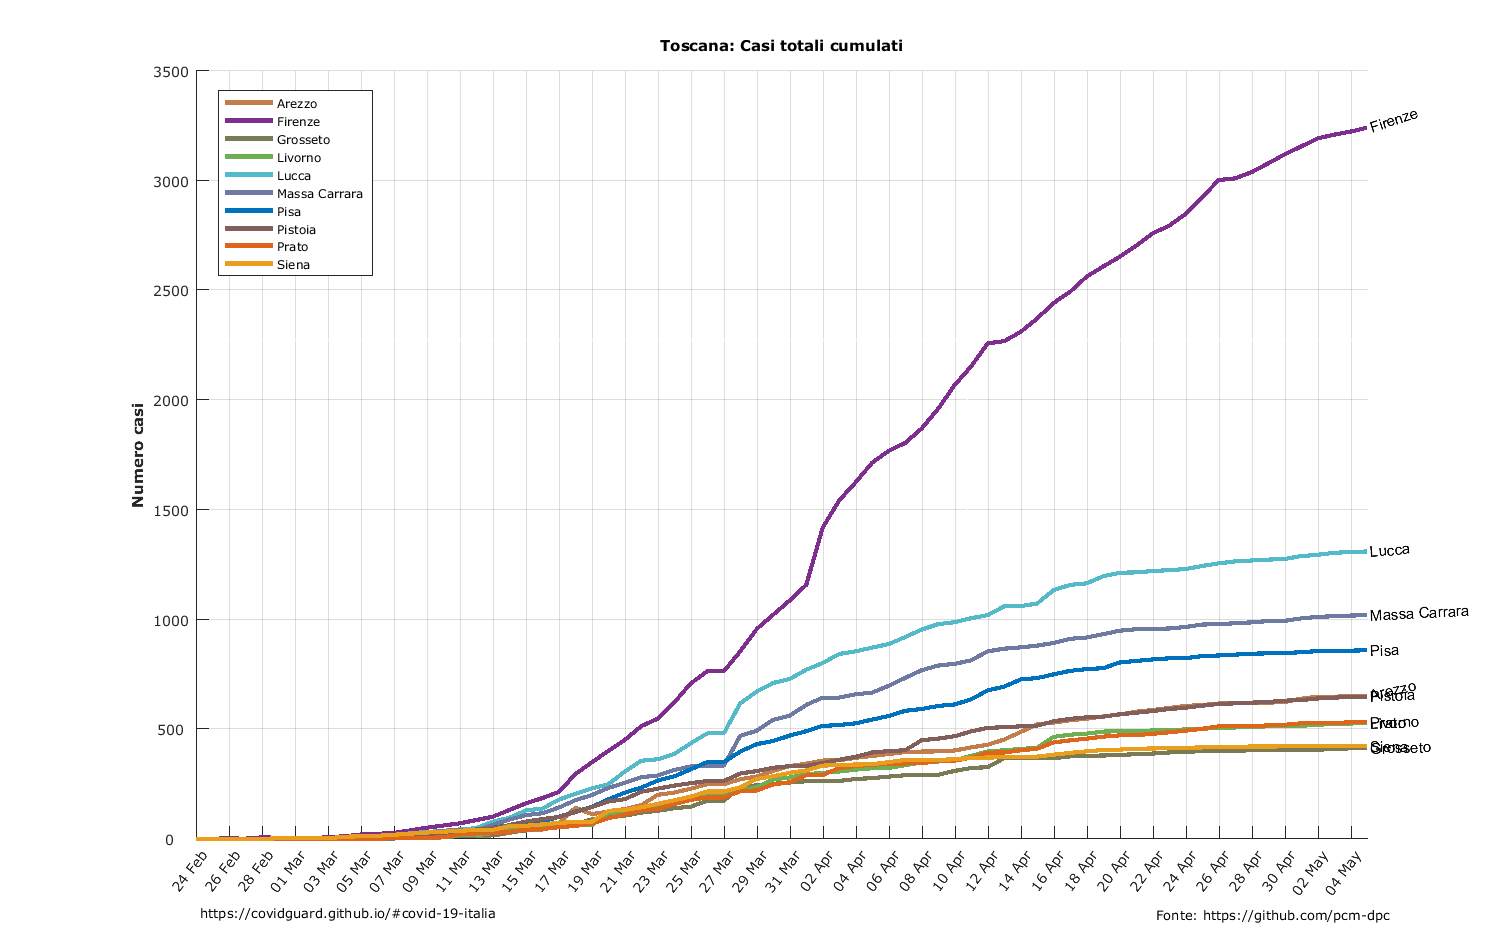 Toscana: Casi totali cumulati
3500
3000
2500
2000
1500
1000
500
0
Numero casi
Arezzo
Firenze
Grosseto
Livorno
Lucca
Massa Carrara
Pisa
Pistoia
Prato
Siena
Firenze
Lucca
Massa Carrara
Pisa
Arezzo
Pistoia
Prato
Livorno
Siena
Grosseto
24 Feb
26 Feb
28 Feb
01 Mar
03 Mar
05 Mar
07 Mar
09 Mar
11 Mar
13 Mar
15 Mar
17 Mar
19 Mar
21 Mar
23 Mar
25 Mar
27 Mar
29 Mar
31 Mar
02 Apr
04 Apr
06 Apr
08 Apr
10 Apr
12 Apr
14 Apr
16 Apr
18 Apr
20 Apr
22 Apr
24 Apr
26 Apr
28 Apr
30 Apr
02 May
04 May
https://covidguard.github.io/#covid-19-italia
Fonte: https://github.com/pcm-dpc